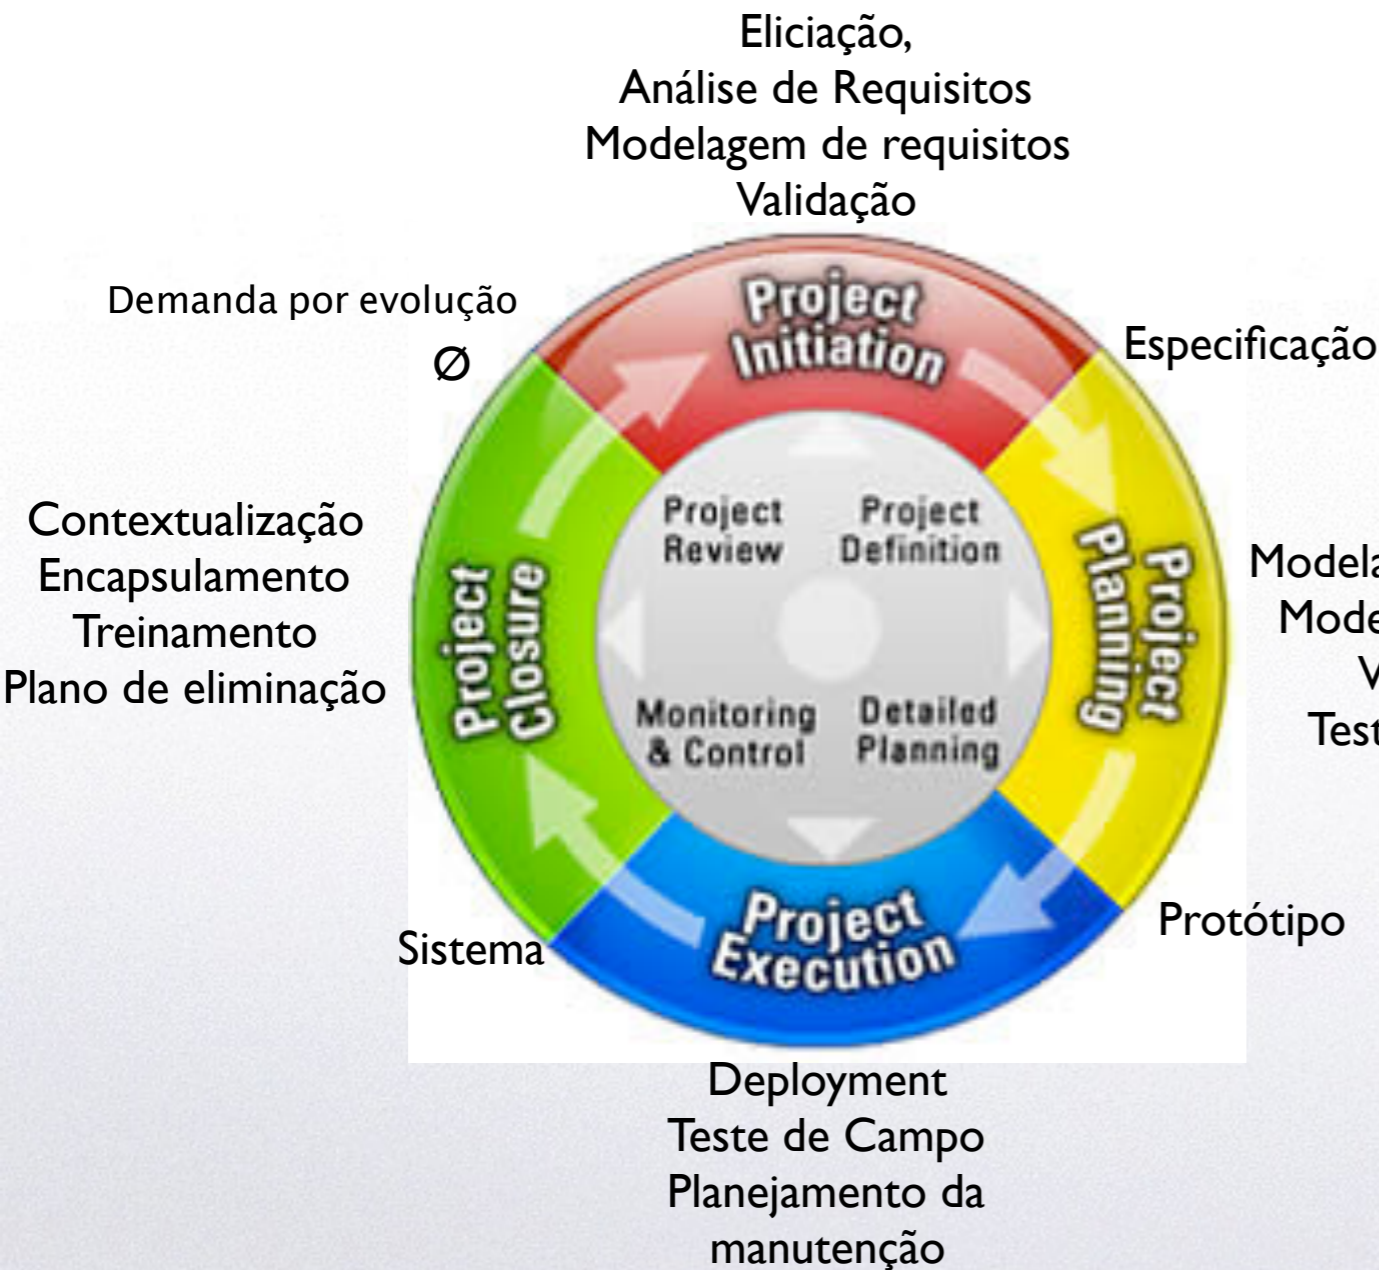 Eliciação,
Análise de Requisitos
Modelagem de requisitos
Validação
Demanda por evolução
Ø
Project
Initiation
Especificação
Contextualização
Encapsulamento
Treinamento
Plano de eliminação
Project
Closure
Project
Review
Project
Definition
Monitoring
& Control
Detailed
Planning
Project
Planning
Project
Execution
Sistema
Protótipo
Deployment
Teste de Campo
Planejamento da
manutenção